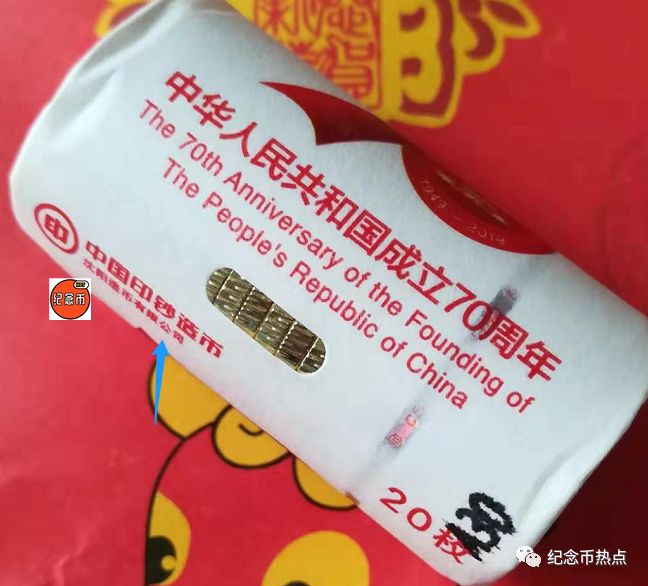 中华人民共和国成立70周年
The 70th Anniversary of the Founding of
The People's Republic of China
1949 - 2019
印
中国印钞造币
沈阳造币有限公司
纪念币
20枚
纪念币热点